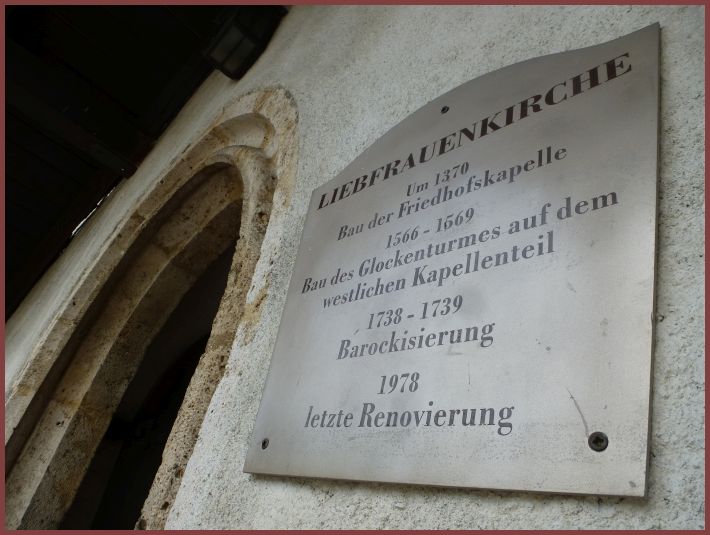 LIEBFRAUENKIRCHE
Um 1370
Bau der Friedhofskapelle
1566 - 1569
Bau des Glockenturmes auf dem
westlichen Kapellenteil
1738 - 1739
Barockisierung
1978
letzte Renovierung